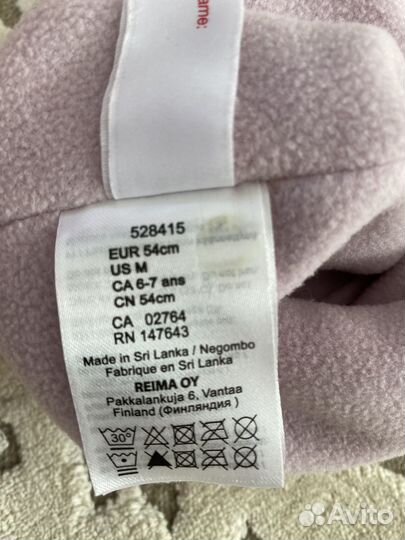 ame:
528415
EUR 54cm
US M
CA 6-7 ans
CN 54cm
CA 02764
RN 147643
Made in Sri Lanka / Negombo
Fabrique en Sri Lanka
REIMA OY
Pakkalankuja 6, Vantaa
Finland (Финляндия )
30°
Avito